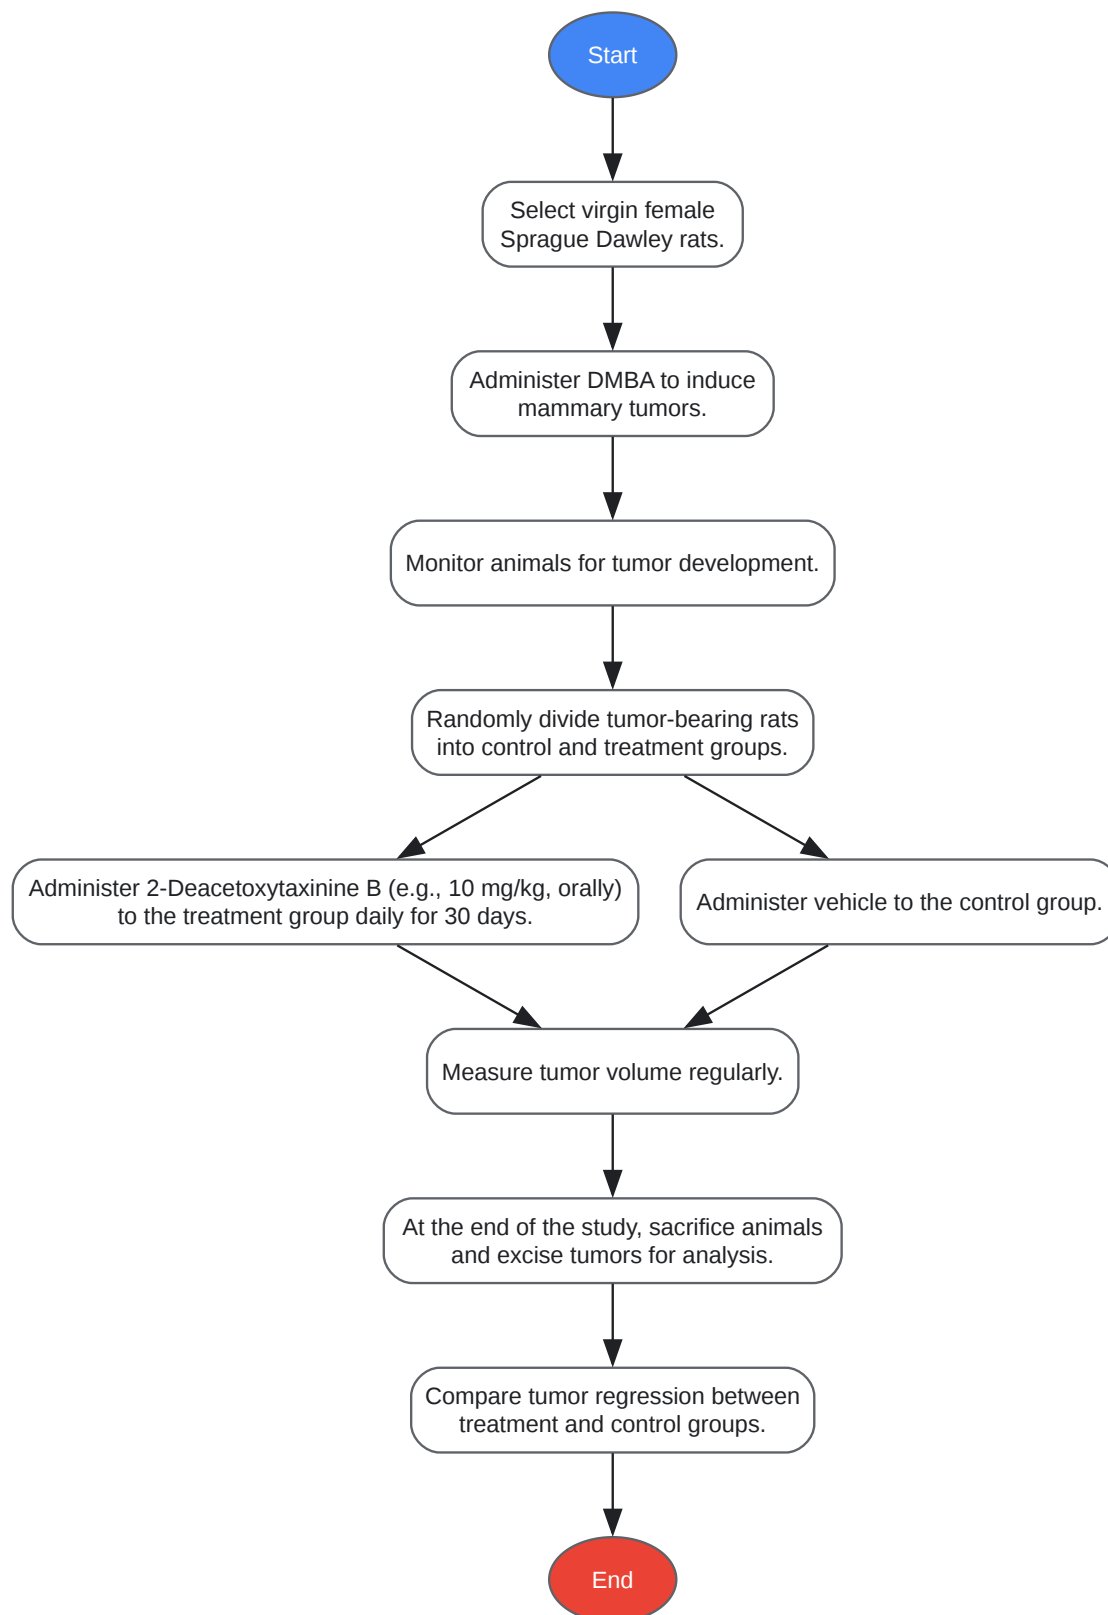 Start
Select virgin female
Sprague Dawley rats.
Administer DMBA to induce
mammary tumors.
Monitor animals for tumor development.
Randomly divide tumor-bearing rats
into control and treatment groups.
Administer 2-Deacetoxytaxinine B (e.g., 10 mg/kg, orally)
to the treatment group daily for 30 days.
Administer vehicle to the control group.
Measure tumor volume regularly.
At the end of the study, sacrifice animals
and excise tumors for analysis.
Compare tumor regression between
treatment and control groups.
End